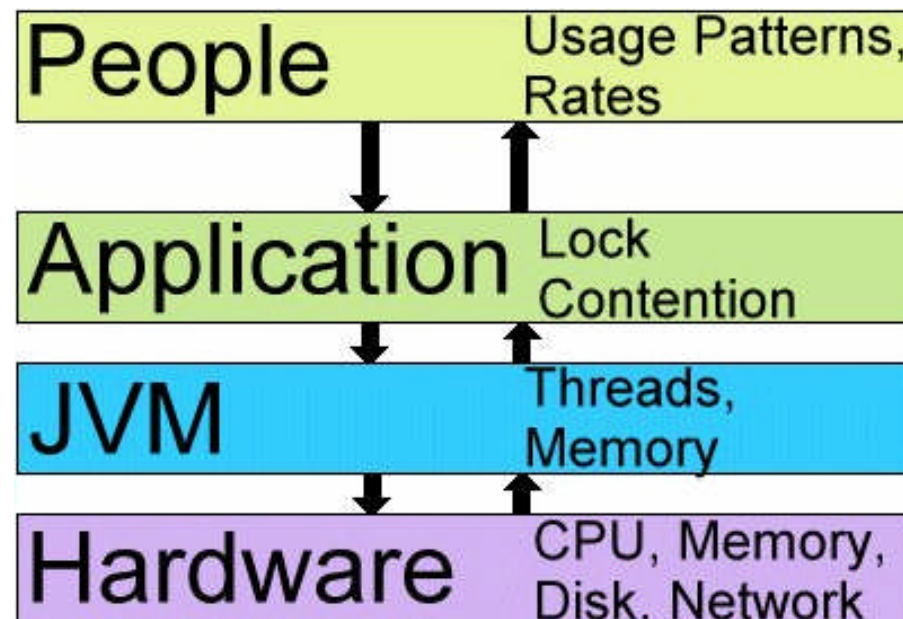 People
Usage Patterns,
Rates
Application
Lock
Contention
JVM
Threads,
Memory
Hardware
CPU, Memory,
Disk, Network